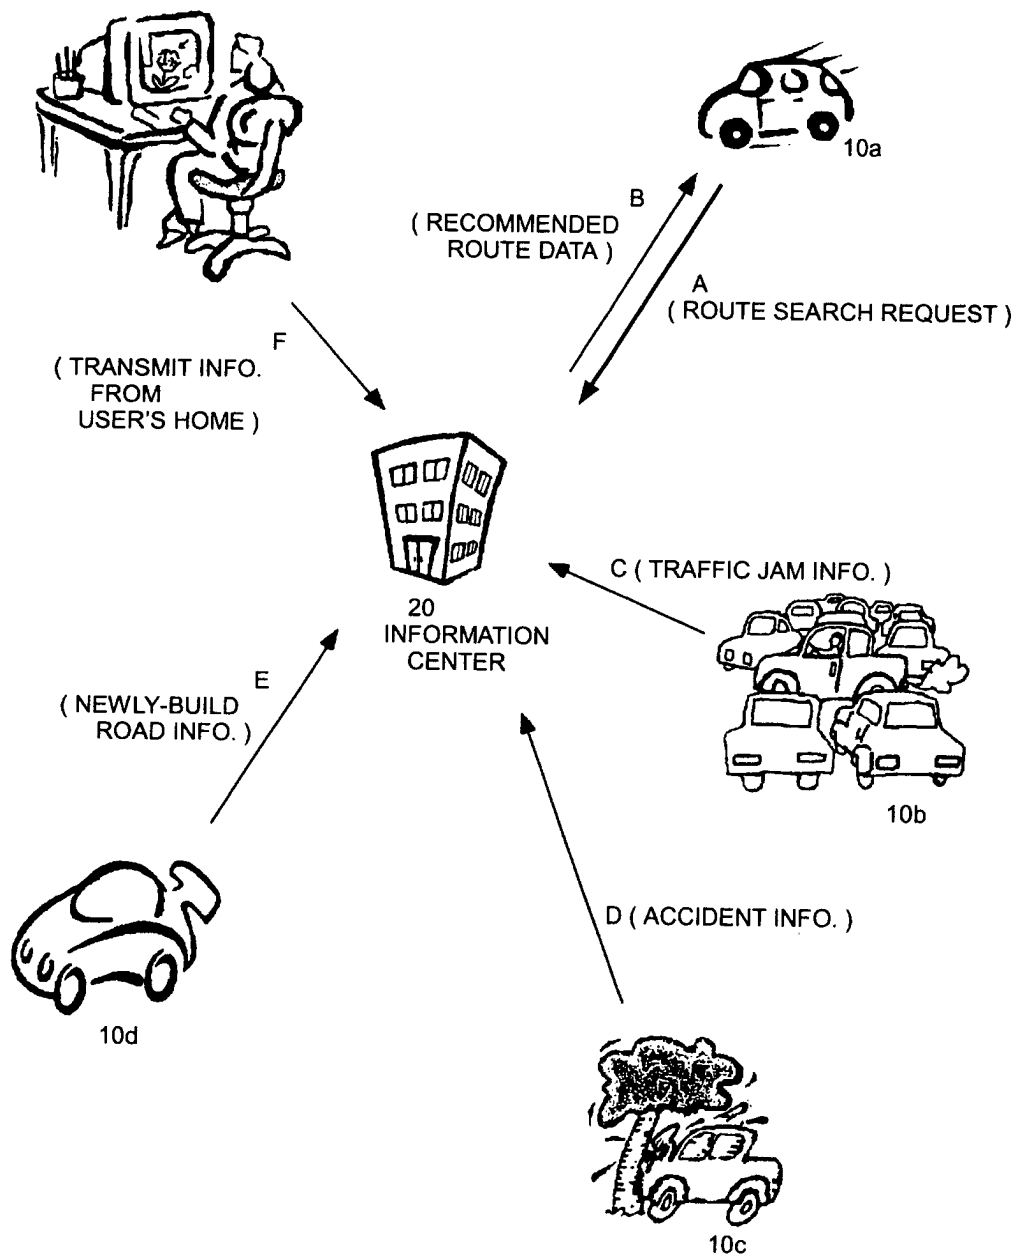 10a
B
( RECOMMENDED
ROUTE DATA )
A
( ROUTE SEARCH REQUEST )
F
( TRANSMIT INFO.
FROM
USER'S HOME )
C ( TRAFFIC JAM INFO. )
20
INFORMATION
CENTER
E
( NEWLY-BUILD
ROAD INFO. )
10b
D ( ACCIDENT INFO. )
10d
10c